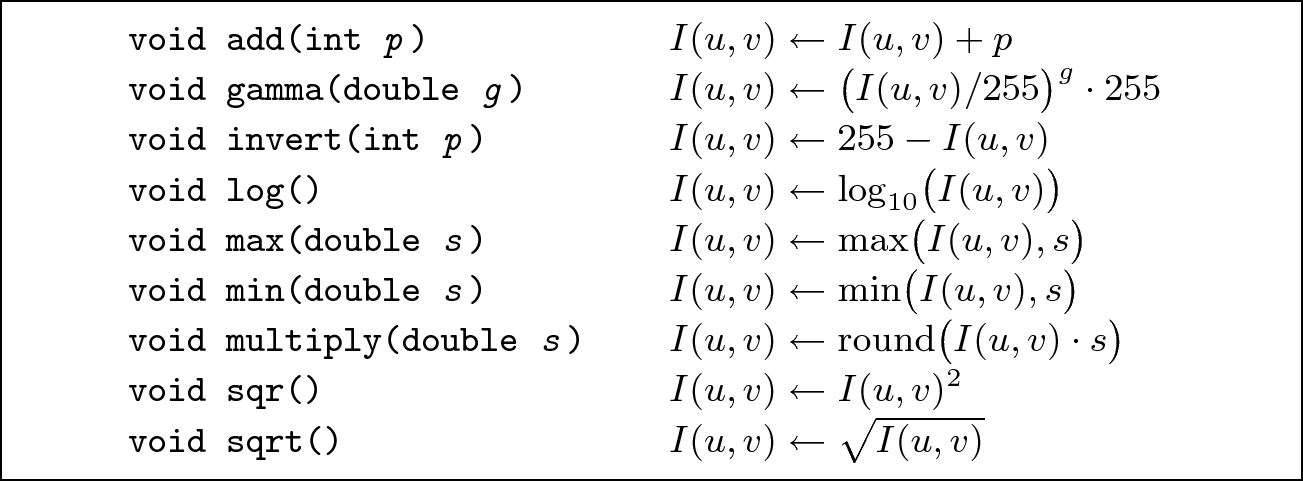 void add(int p) I(u, v) ← I(u, v) + p
void gamma(double g) I(u, v) ← (I(u, v)/255)^g · 255
void invert(int p) I(u, v) ← 255 − I(u, v)
void log() I(u, v) ← log₁₀(I(u, v))
void max(double s) I(u, v) ← max(I(u, v), s)
void min(double s) I(u, v) ← min(I(u, v), s)
void multiply(double s) I(u, v) ← round(I(u, v) · s)
void sqr() I(u, v) ← I(u, v)²
void sqrt() I(u, v) ← √I(u, v)